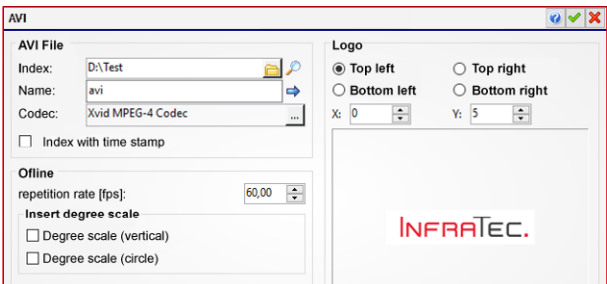 AVI
AVI File
Index: D:\Test
Name: avi
Codec: Xvid MPEG-4 Codec ...
Index with time stamp
Ofline
repetition rate [fps]: 60,00
Insert degree scale
Degree scale (vertical)
Degree scale (circle)
Logo
Top left Top right
Bottom left Bottom right
X: 0 Y: 5
INFRATEC.